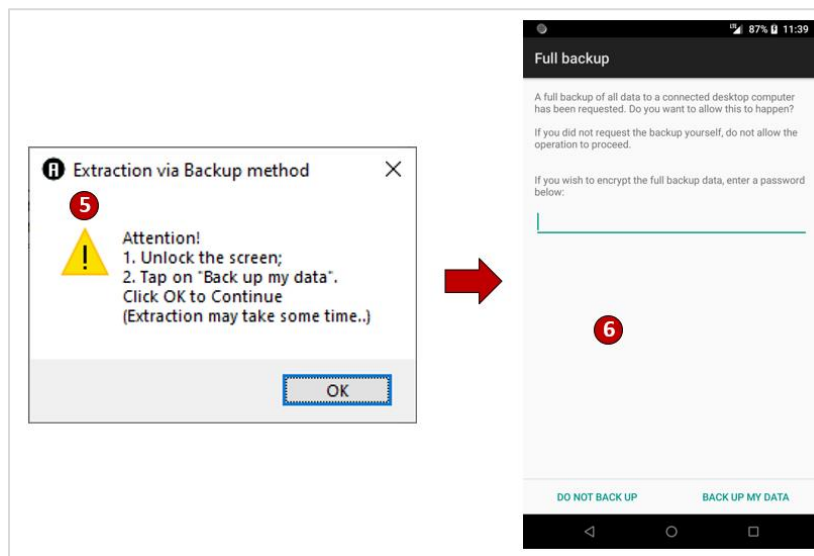 Extraction via Backup method
5
Attention!
1. Unlock the screen;
2. Tap on "Back up my data".
Click OK to Continue
(Extraction may take some time..)
OK
LTE 87% 11:39
Full backup
A full backup of all data to a connected desktop computer
has been requested. Do you want to allow this to happen?
If you did not request the backup yourself, do not allow the
operation to proceed.
If you wish to encrypt the full backup data, enter a password
below:
6
DO NOT BACK UP BACK UP MY DATA